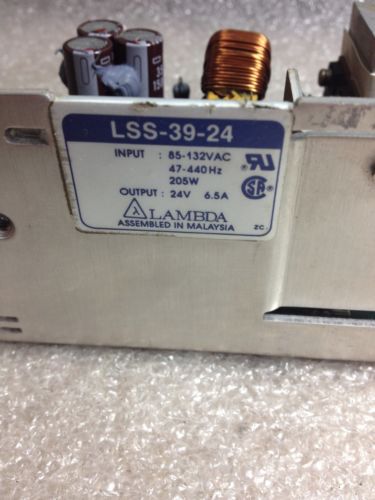 LSS-39-24
INPUT : 85-132VAC
47-440Hz
205W
OUTPUT : 24V 6.5A
λ LAMBDA
ASSEMBLED IN MALAYSIA
ZC